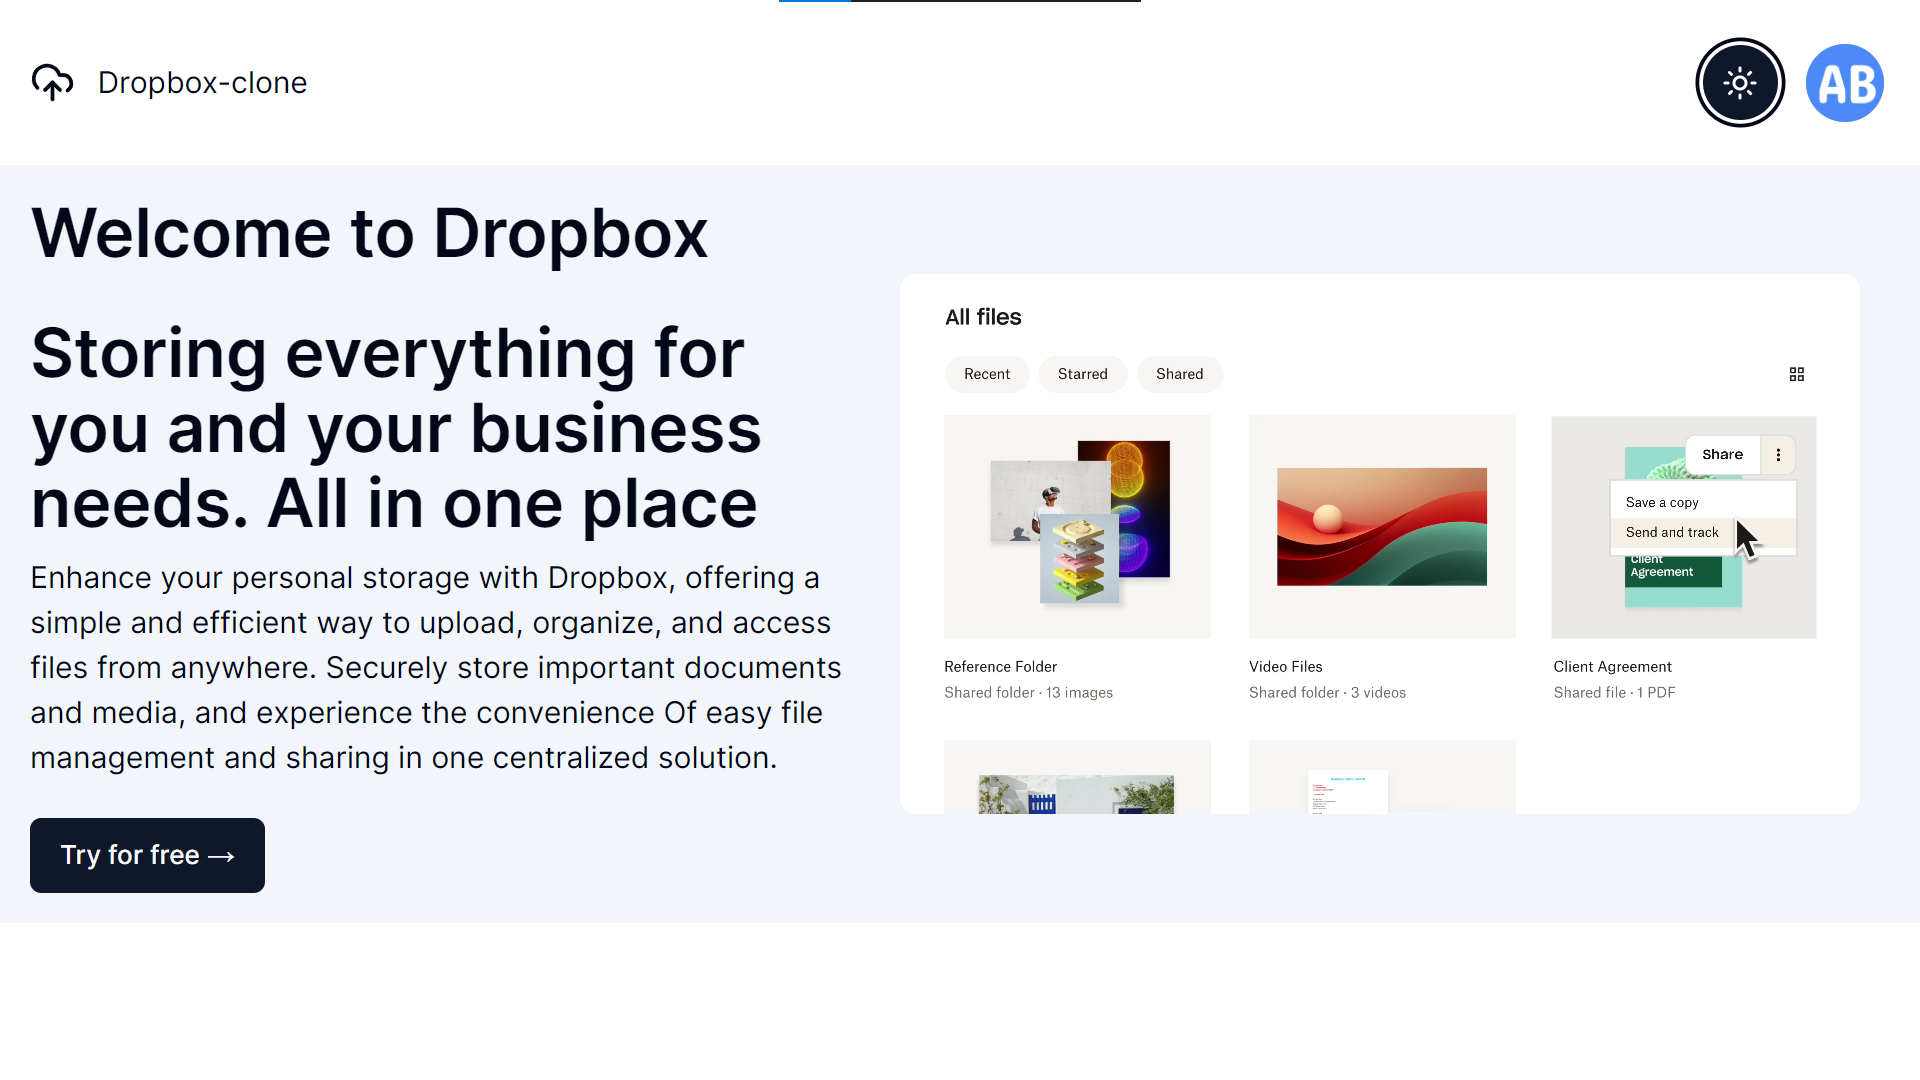 Dropbox-clone
AB
Welcome to Dropbox
Storing everything for
you and your business
needs. All in one place
Enhance your personal storage with Dropbox, offering a
simple and efficient way to upload, organize, and access
files from anywhere. Securely store important documents
and media, and experience the convenience Of easy file
management and sharing in one centralized solution.
Try for free →
All files
Recent
Starred
Shared
Share
Save a copy
Send and track
Client
Agreement
Reference Folder
Shared folder · 13 images
Video Files
Shared folder · 3 videos
Client Agreement
Shared file · 1 PDF